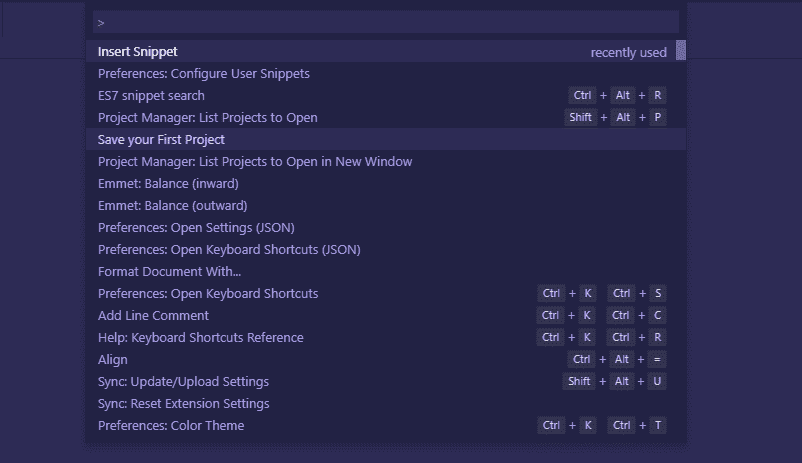 >
Insert Snippet recently used
Preferences: Configure User Snippets
ES7 snippet search Ctrl + Alt + R
Project Manager: List Projects to Open Shift + Alt + P
Save your First Project
Project Manager: List Projects to Open in New Window
Emmet: Balance (inward)
Emmet: Balance (outward)
Preferences: Open Settings (JSON)
Preferences: Open Keyboard Shortcuts (JSON)
Format Document With...
Preferences: Open Keyboard Shortcuts Ctrl + K Ctrl + S
Add Line Comment Ctrl + K Ctrl + C
Help: Keyboard Shortcuts Reference Ctrl + K Ctrl + R
Align Ctrl + Alt + =
Sync: Update/Upload Settings Shift + Alt + U
Sync: Reset Extension Settings
Preferences: Color Theme Ctrl + K Ctrl + T